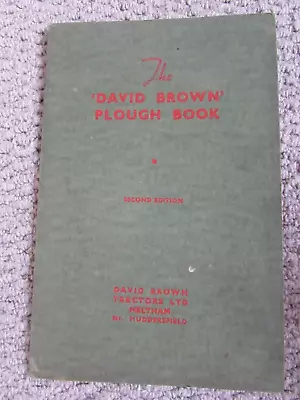 The
'DAVID BROWN'
PLOUGH BOOK
SECOND EDITION
DAVID BROWN
TRACTORS LTD
MELTHAM
Nr. HUDDERSFIELD